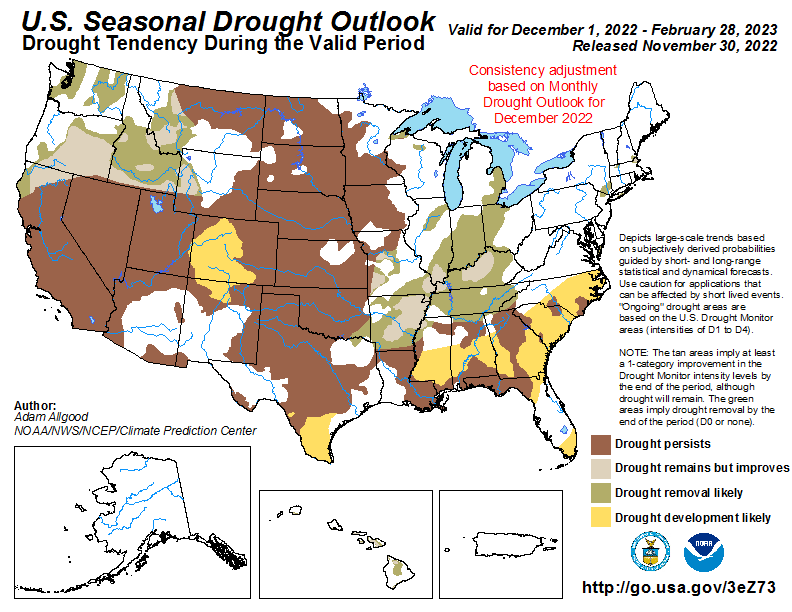 U.S. Seasonal Drought Outlook
Drought Tendency During the Valid Period
Valid for December 1, 2022 - February 28, 2023
Released November 30, 2022
Consistency adjustment
based on Monthly
Drought Outlook for
December 2022
Depicts large-scale trends based
on subjectively derived probabilities
guided by short- and long-range
statistical and dynamical forecasts.
Use caution for applications that
can be affected by short lived events.
"Ongoing" drought areas are
based on the U.S. Drought Monitor
areas (intensities of D1 to D4).
NOTE: The tan areas imply at least
a 1-category improvement in the
Drought Monitor intensity levels by
the end of the period, although
drought will remain. The green
areas imply drought removal by the
end of the period (D0 or none).
Author:
Adam Allgood
NOAA/NWS/NCEP/Climate Prediction Center
Drought persists
Drought remains but improves
Drought removal likely
Drought development likely
NOAA
http://go.usa.gov/3eZ73